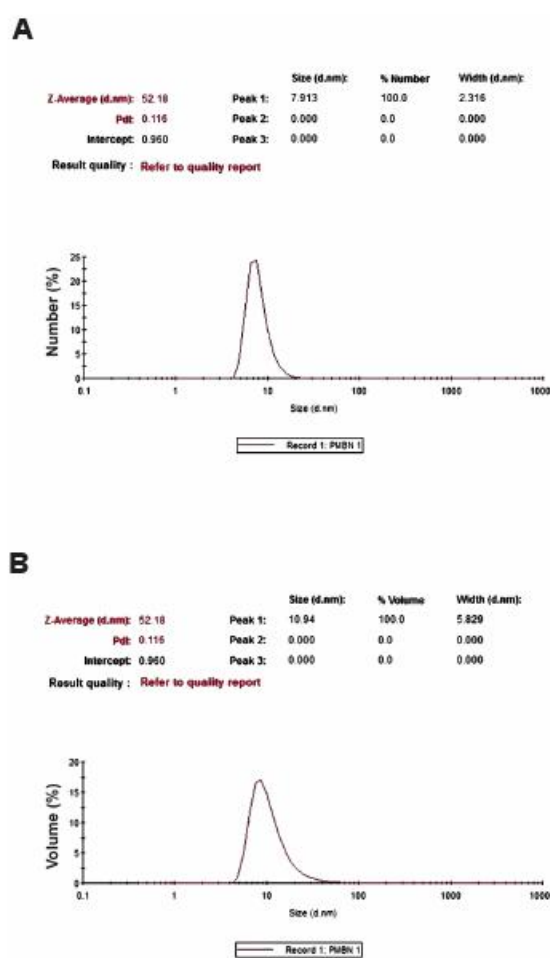 A
Size (d.nm): % Number Width (d.nm):
Z-Average (d.nm): 52.18 Peak 1: 7.913 100.0 2.316
PdI: 0.116 Peak 2: 0.000 0.0 0.000
Intercept: 0.960 Peak 3: 0.000 0.0 0.000
Result quality : Refer to quality report
Number (%)
25
20
15
10
5
0
0.1 1 10 100 1000 1000
Size (d.nm)
Record 1: PMBN 1
B
Size (d.nm): % Volume Width (d.nm):
Z-Average (d.nm): 52.18 Peak 1: 10.94 100.0 5.829
PdI: 0.116 Peak 2: 0.000 0.0 0.000
Intercept: 0.960 Peak 3: 0.000 0.0 0.000
Result quality : Refer to quality report
Volume (%)
20
15
10
5
0
0.1 1 10 100 1000 1000
Size (d.nm)
Record 1: PMBN 1